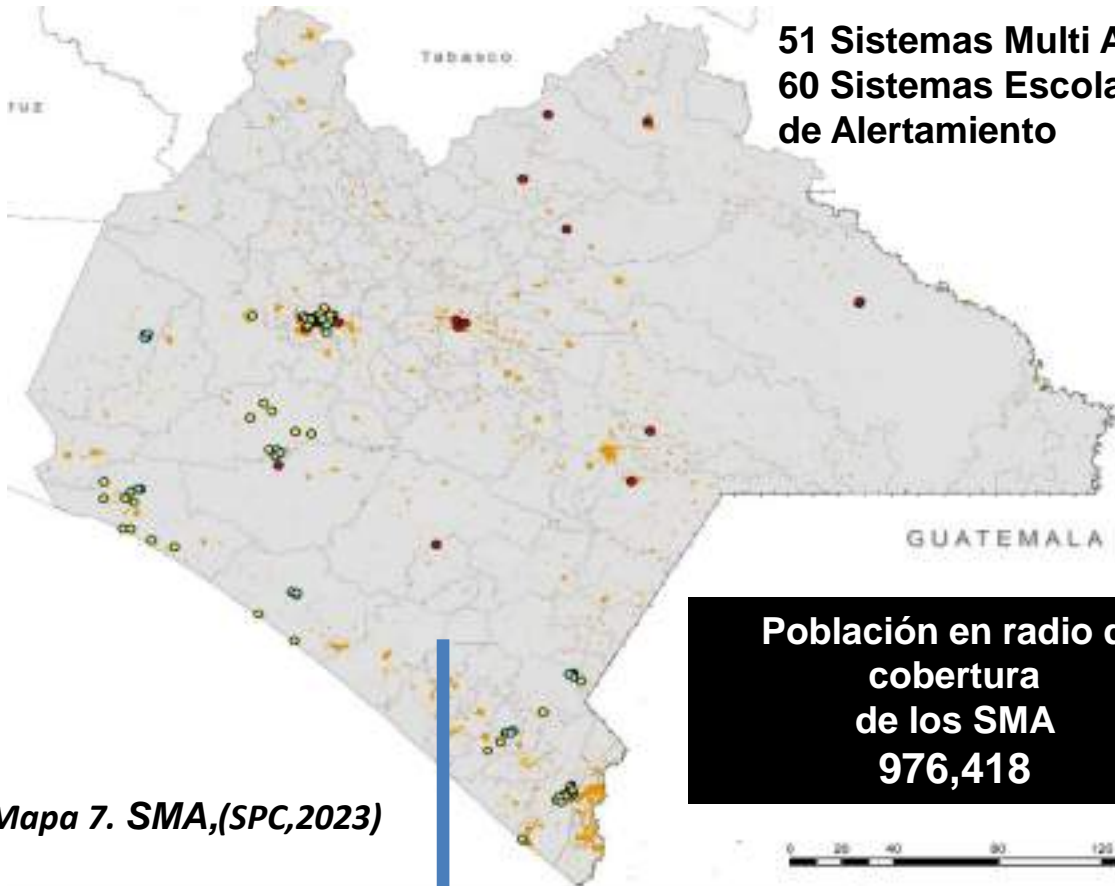 51 Sistemas Multi A
60 Sistemas Escola
de Alertamiento
Tabasco
ruz
GUATEMALA
Población en radio
cobertura
de los SMA
976,418
Mapa 7. SMA,(SPC,2023)
0 20 40 80 120